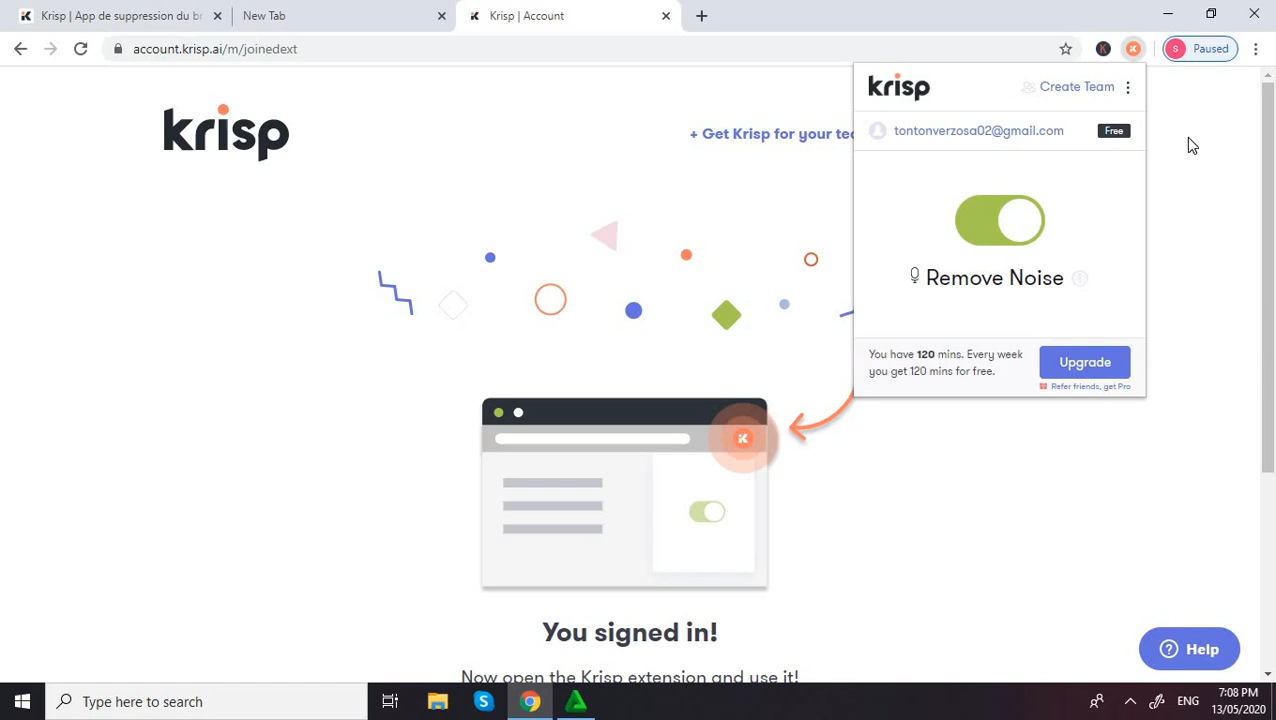 Krisp | App de suppression du br
New Tab
Krisp | Account
account.krisp.ai/m/joinedext
K
S
Paused
krisp
+ Get Krisp for your tea
krisp
Create Team
tontonverzosa02@gmail.com
Free
Remove Noise
You have 120 mins. Every week
you get 120 mins for free.
Upgrade
Refer friends, get Pro
You signed in!
Now open the Krisp extension and use it!
Help
Type here to search
ENG
7:08 PM
13/05/2020